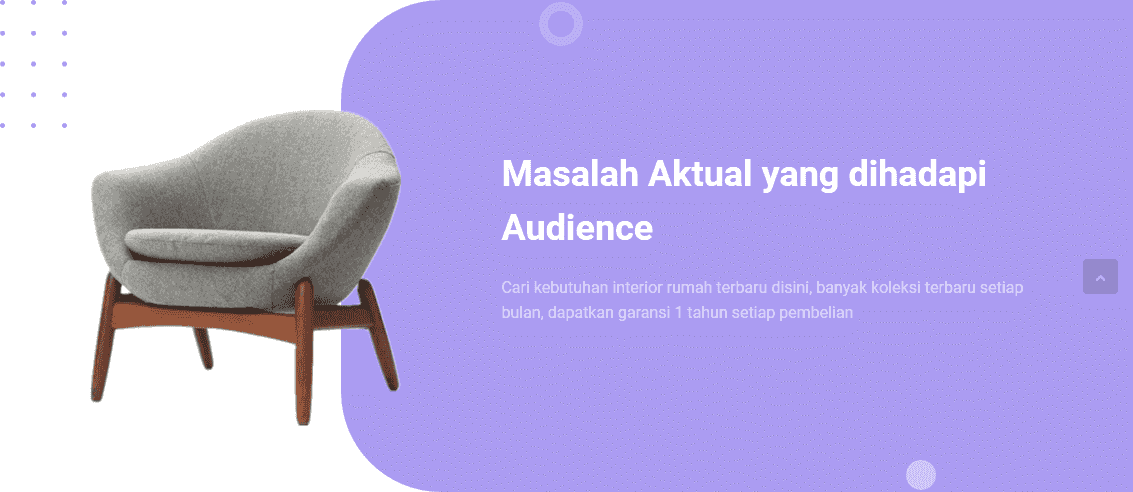 Masalah Aktual yang dihadapi
Audience
Cari kebutuhan interior rumah terbaru disini, banyak koleksi terbaru setiap
bulan, dapatkan garansi 1 tahun setiap pembelian